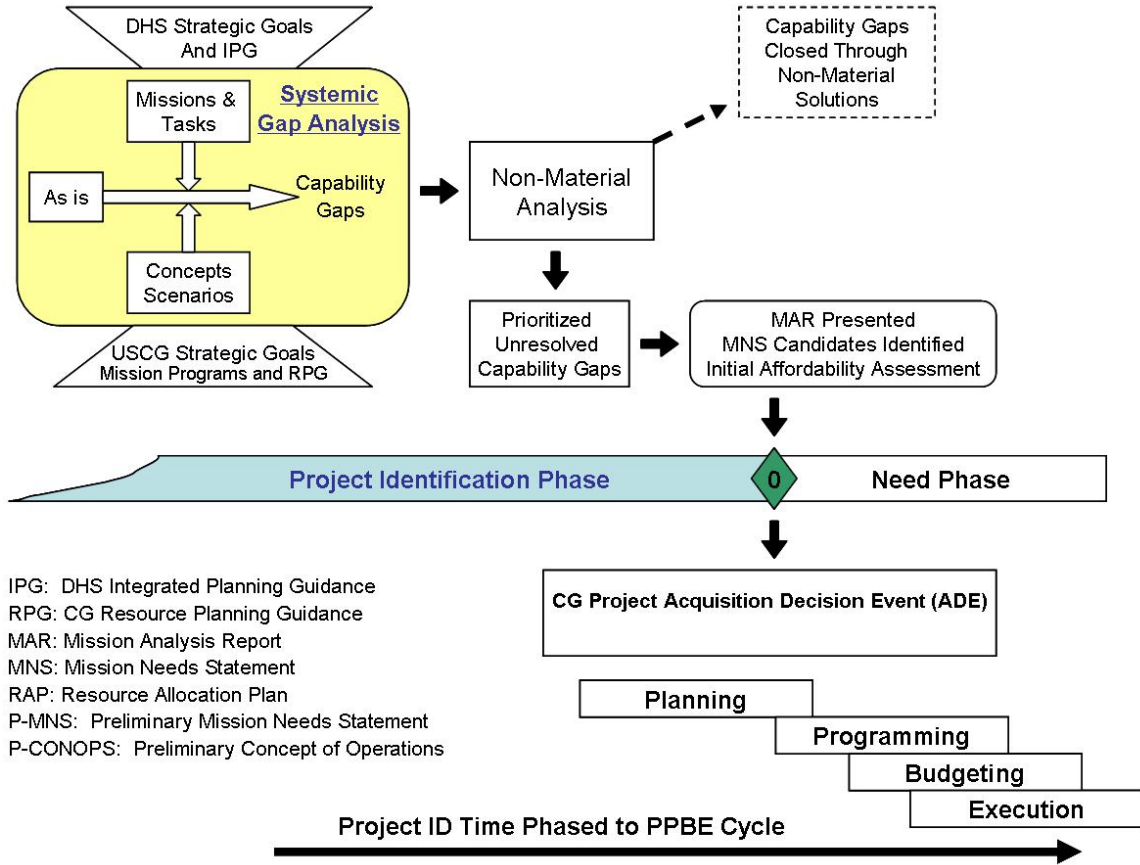 DHS Strategic Goals
And IPG
Missions &
Tasks
Systemic
Gap Analysis
As is
Capability
Gaps
Concepts
Scenarios
USCG Strategic Goals
Mission Programs and RPG
Non-Material
Analysis
Capability Gaps
Closed Through
Non-Material
Solutions
Prioritized
Unresolved
Capability Gaps
MAR Presented
MNS Candidates Identified
Initial Affordability Assessment
Project Identification Phase
0
Need Phase
CG Project Acquisition Decision Event (ADE)
IPG: DHS Integrated Planning Guidance
RPG: CG Resource Planning Guidance
MAR: Mission Analysis Report
MNS: Mission Needs Statement
RAP: Resource Allocation Plan
P-MNS: Preliminary Mission Needs Statement
P-CONOPS: Preliminary Concept of Operations
Planning
Programming
Budgeting
Execution
Project ID Time Phased to PPBE Cycle